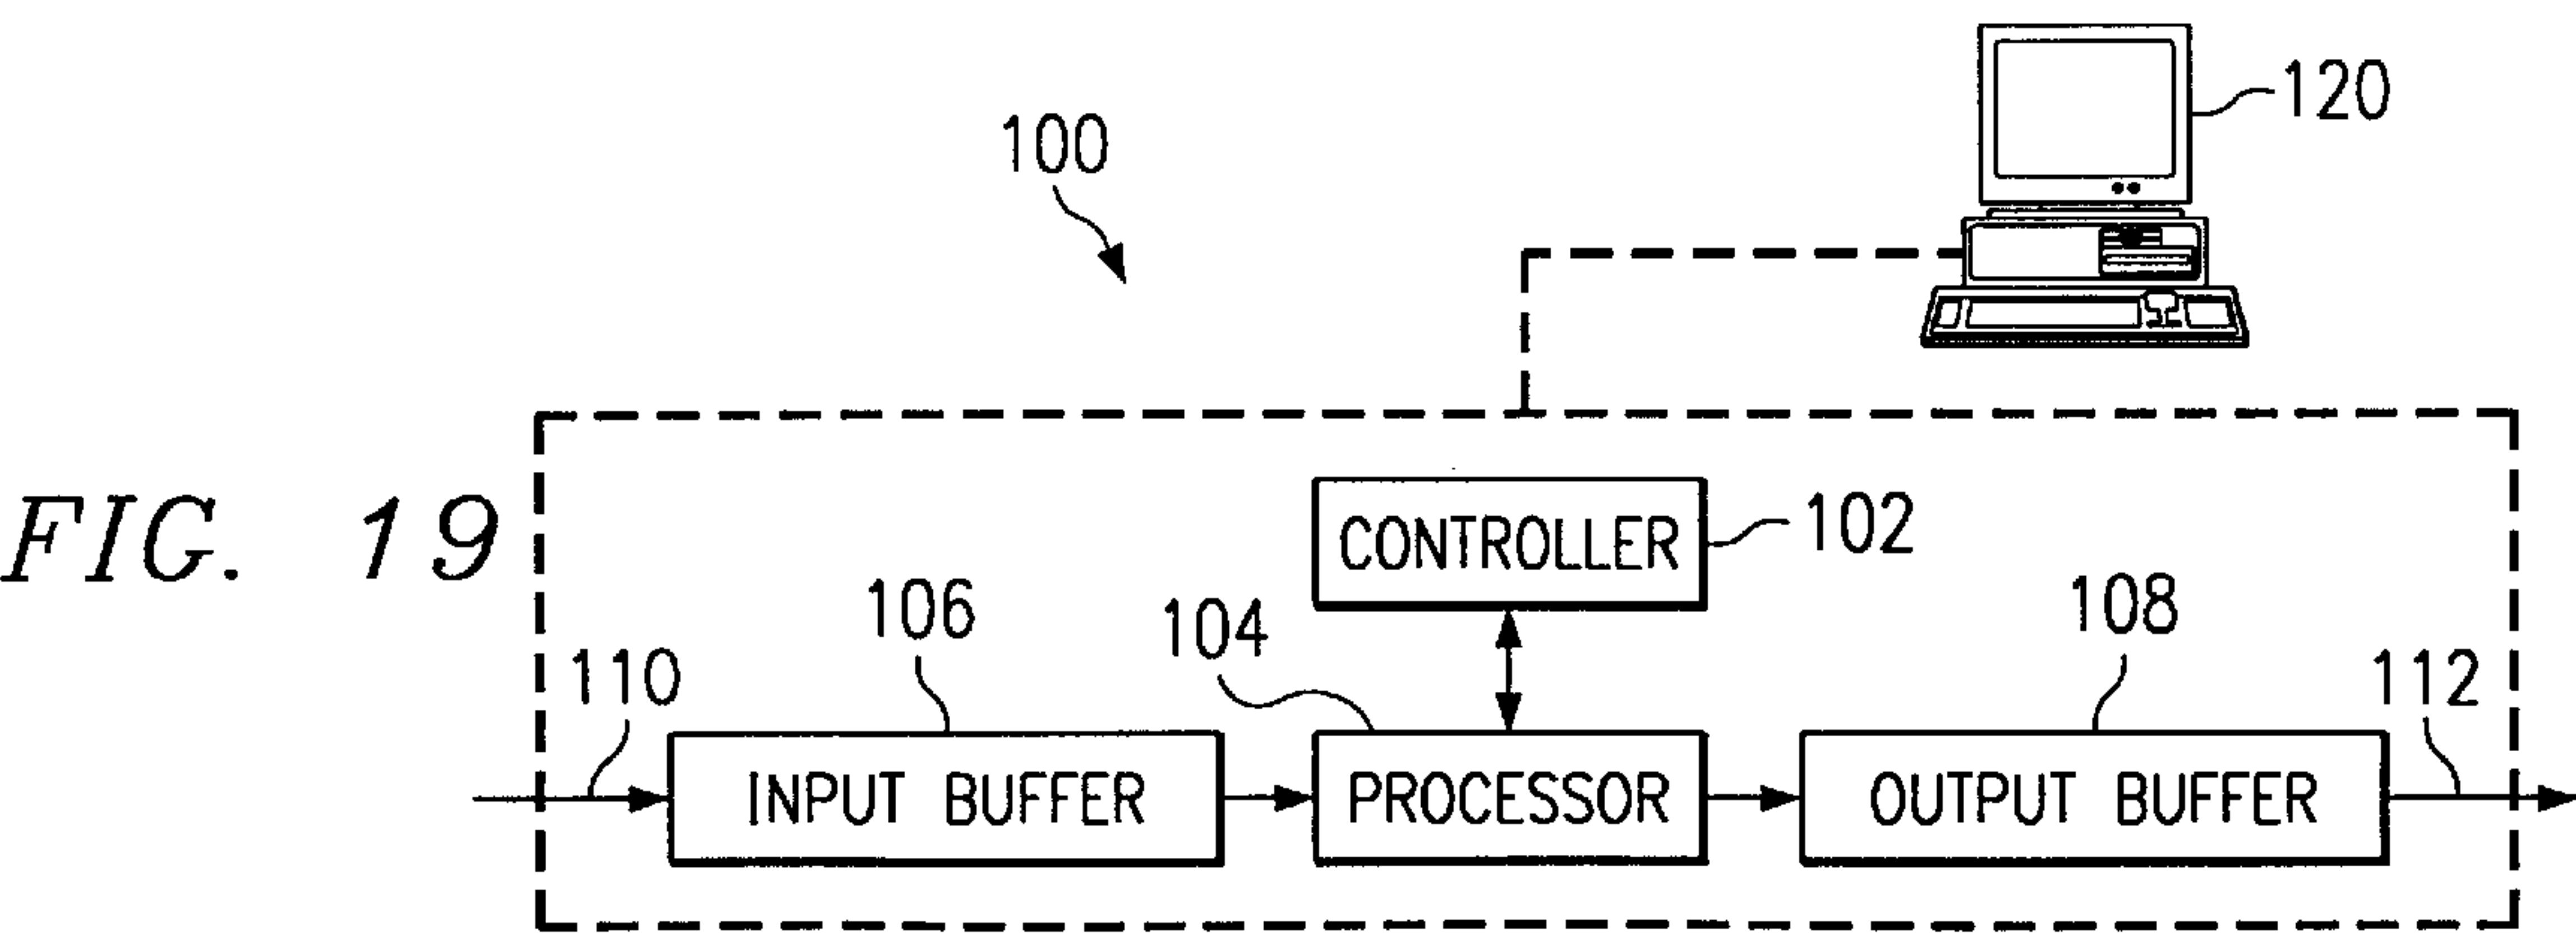 120
100
FIG. 19
CONTROLLER
102
106
104
108
110
112
INPUT BUFFER
PROCESSOR
OUTPUT BUFFER